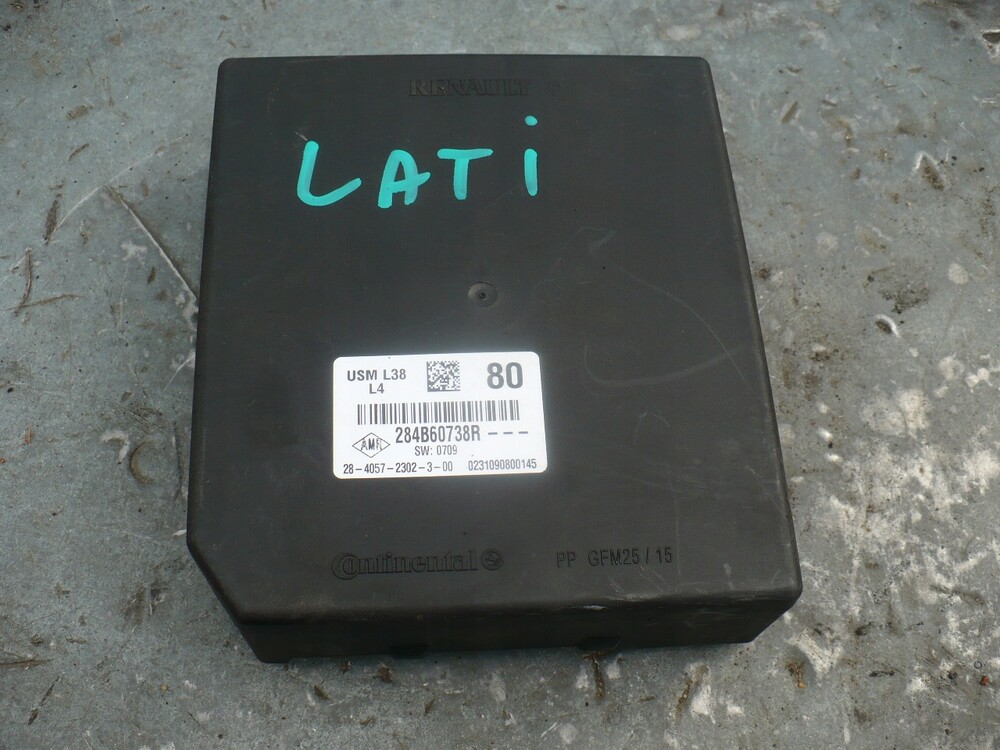 RENAULT
LATi
USM L38
L4
80
284B60738R ---
AMR
SW: 0709
28-4057-2302-3-00 0231090800145
Continental
PP GFM25/15